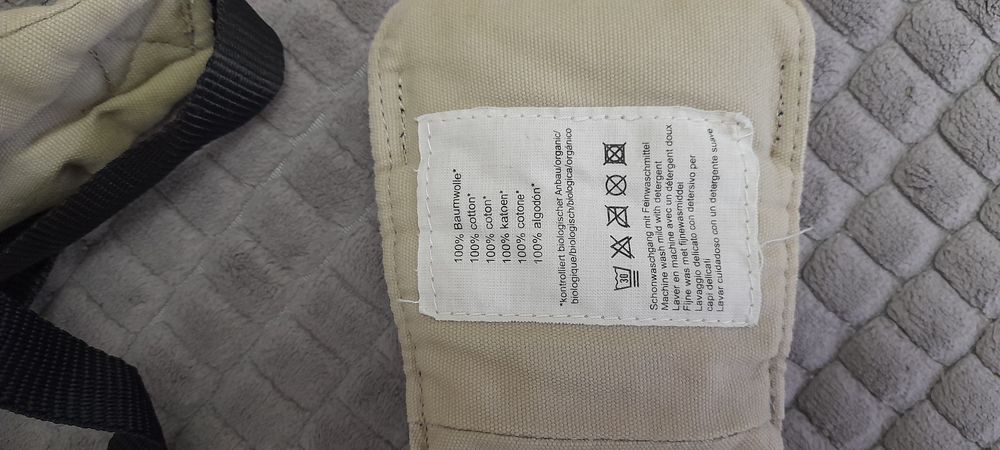 100% Baumwolle*
100% cotton*
100% coton*
100% katoen*
100% cotone*
100% algodón*
*kontrolliert biologischer Anbau/organic/
biologique/biologisch/biologica/orgánico
30
Schonwaschgang mit Feinwaschmittel
Machine wash mild with detergent
Laver en machine avec un détergent doux
Fijne was met fijnewasmiddel
Lavaggio delicato con detersivo per
capi delicati
Lavar cuidadoso con un detergente suave